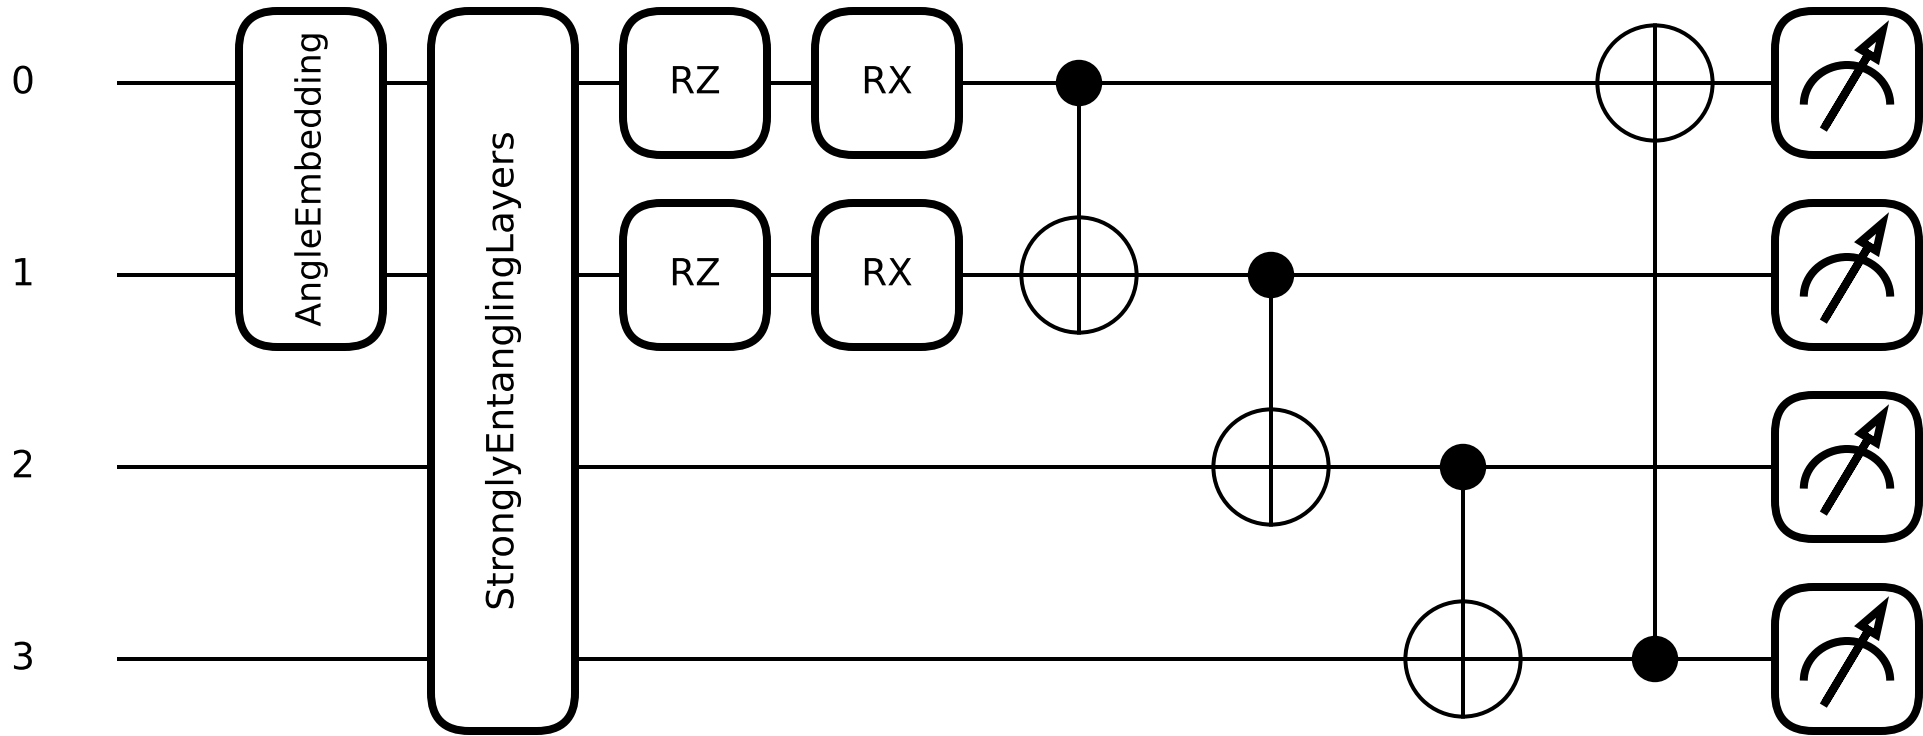 0
AngleEmbedding
StronglyEntanglingLayers
RZ
RX
1
RZ
RX
2
3